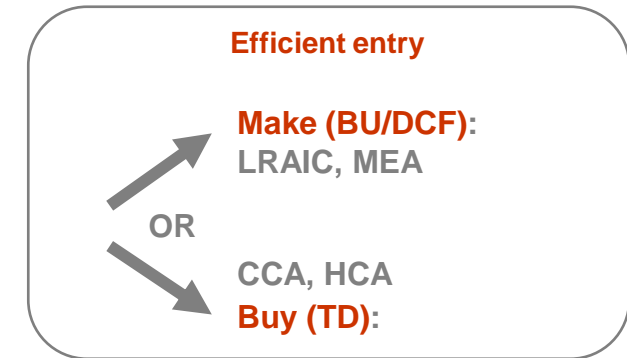 Efficient entry
Make (BU/DCF):
LRAIC, MEA
OR
CCA, HCA
Buy (TD):